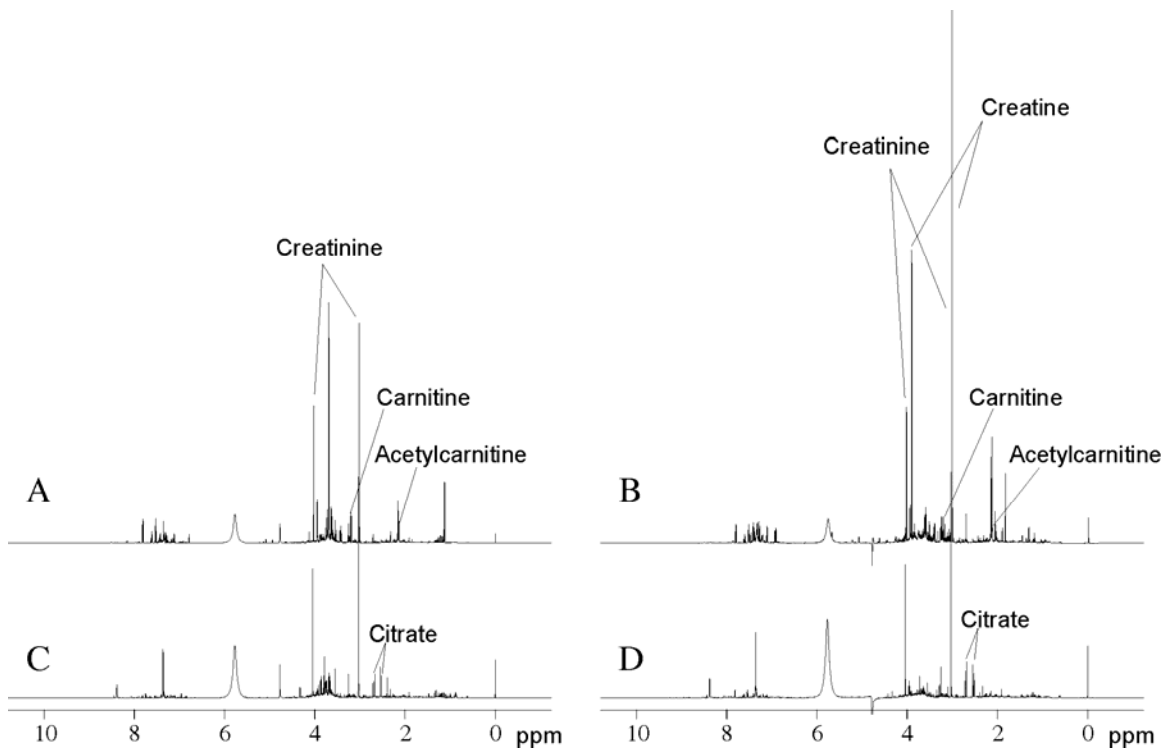 Creatinine
Carnitine
Acetylcarnitine
A
C
Citrate
10 8 6 4 2 0 ppm
Creatine
Creatinine
Carnitine
Acetylcarnitine
B
D
Citrate
10 8 6 4 2 0 ppm